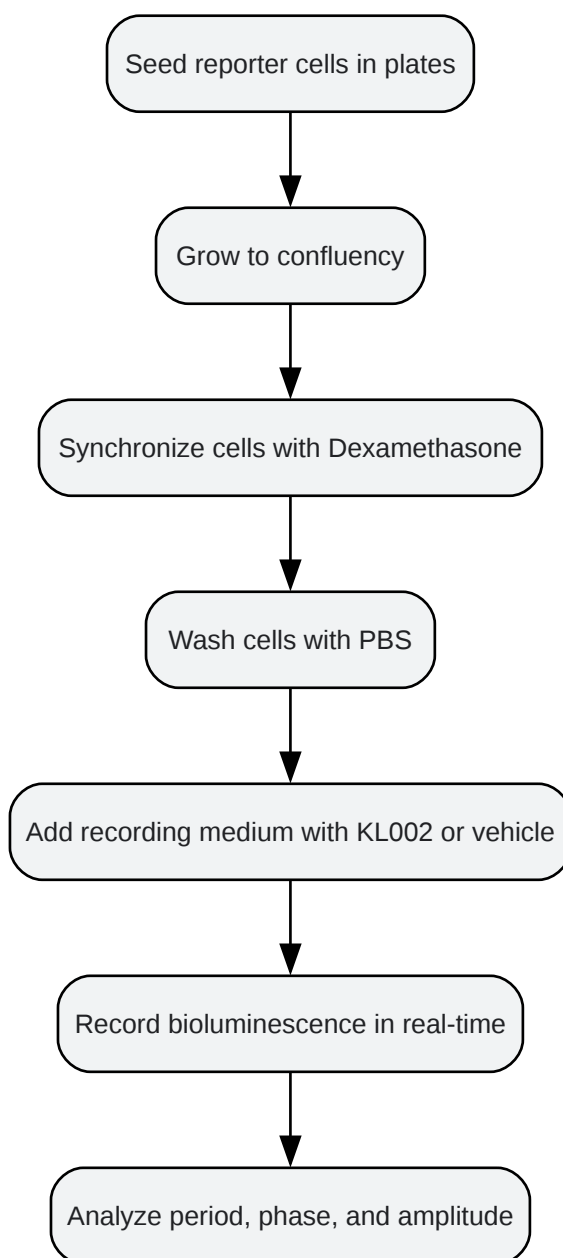 Seed reporter cells in plates
Grow to confluency
Synchronize cells with Dexamethasone
Wash cells with PBS
Add recording medium with KL002 or vehicle
Record bioluminescence in real-time
Analyze period, phase, and amplitude